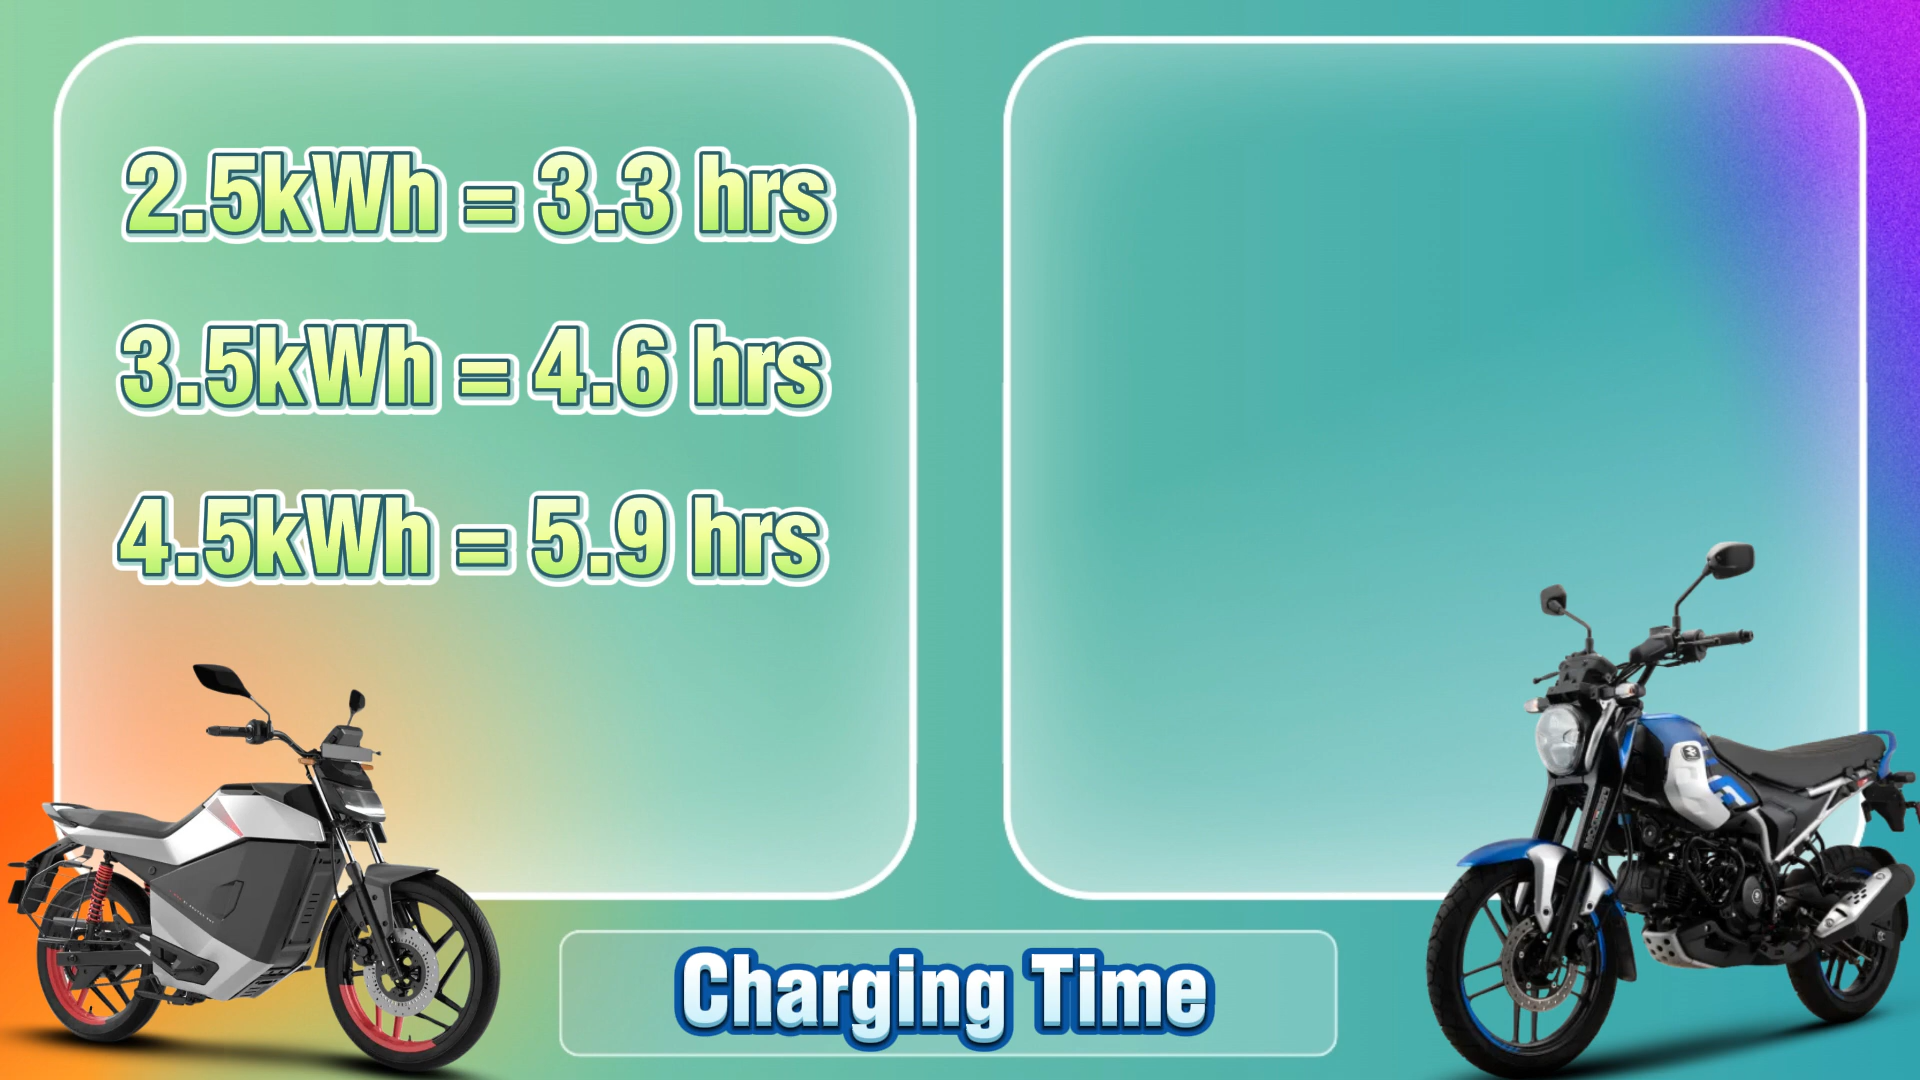 2.5kWh = 3.3 hrs
3.5kWh = 4.6 hrs
4.5kWh = 5.9 hrs
Charging Time